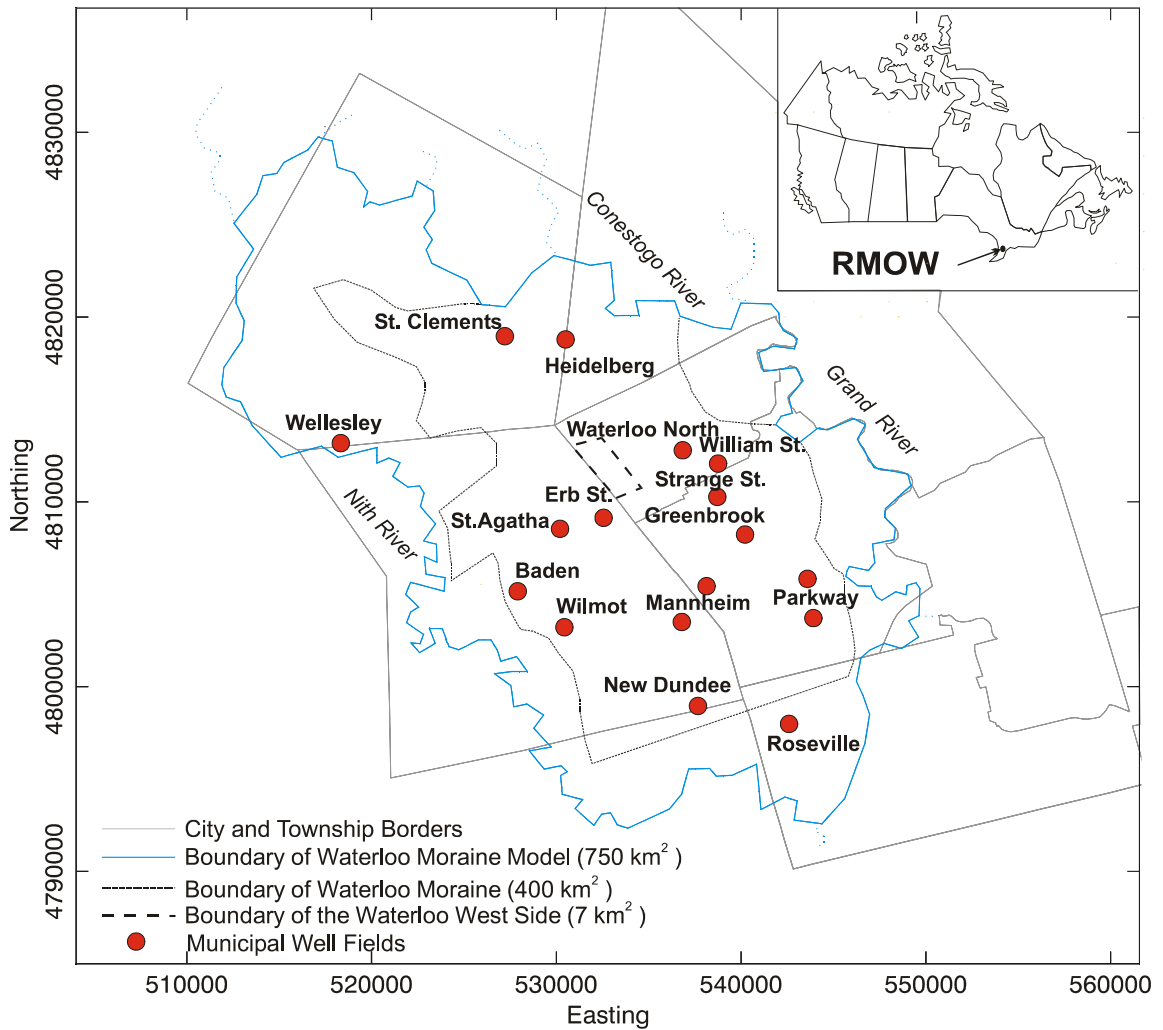 4830000
4820000
4810000
4800000
4790000
Northing
510000
520000
530000
540000
550000
560000
Easting
RMOW
Conestogo River
Grand River
Nith River
St. Clements
Heidelberg
Wellesley
Waterloo North
William St.
Strange St.
Erb St.
Greenbrook
St.Agatha
Baden
Wilmot
Mannheim
Parkway
New Dundee
Roseville
City and Township Borders
Boundary of Waterloo Moraine Model (750 km²)
Boundary of Waterloo Moraine (400 km²)
Boundary of the Waterloo West Side (7 km²)
Municipal Well Fields